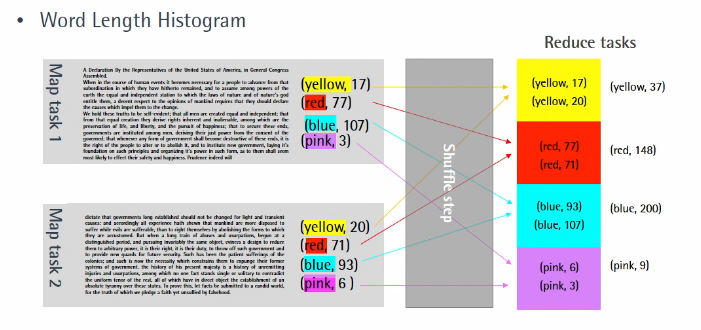 • Word Length Histogram
Reduce tasks
Map task 1
A Declaration By the Representatives of the United States of America, in General Congress
Assembled.
When in the course of human events it becomes necessary for a people to advance from that
subordination in which they have hitherto remained, and to assume among powers of
earth the equal and independent station to which the laws of nature and of nature's god
entitle them, a decent respect to the opinions of mankind requires that they should declare
the causes which impel them to the change.
We hold these truths to be self-evident; that all men are created equal and independent; that
from that equal creation they derive rights inherent and inalienable, among which are the
preservation of life, and liberty, and the pursuit of happiness; that to secure these ends,
governments are instituted among men, deriving their just power from the consent of the
governed; that whenever any form of government shall become destructive of these ends, it is
the right of the people to alter or to abolish it, and to institute new government, laying it's
foundation on such principles and organizing it's power in such form, as to them shall seem
most likely to effect their safety and happiness. Prudence indeed will
(yellow, 17)
(red, 77)
(blue, 107)
(pink, 3)
Map task 2
dictate that governments long established should not be changed for light and transient
causes: and accordingly all experience hath shewn that mankind are more disposed to
suffer while evils are sufferable, than to right themselves by abolishing the forms to which
they are accustomed. But when a long train of abuses and usurpations, begun at a
distinguished period, and pursuing invariably the same object, evinces a design to reduce
them to arbitrary power, it is their right, it is their duty, to throw off such government and
to provide new guards for future security. Such has been the patient sufferings of the
colonies; and such is now the necessity which constrains them to expunge their former
systems of government. the history of his present majesty is a history of unremitting
injuries and usurpations, among which no one fact stands single or solitary to contradict
the uniform tenor of the rest, all of which have in direct object the establishment of an
absolute tyranny over these states. To prove this, let facts be submitted to a candid world,
for the truth of which we pledge a faith yet unsullied by falsehood.
(yellow, 20)
(red, 71)
(blue, 93)
(pink, 6 )
Shuffle step
(yellow, 17)
(yellow, 20)
(yellow, 37)
(red, 77)
(red, 71)
(red, 148)
(blue, 93)
(blue, 107)
(blue, 200)
(pink, 6)
(pink, 3)
(pink, 9)